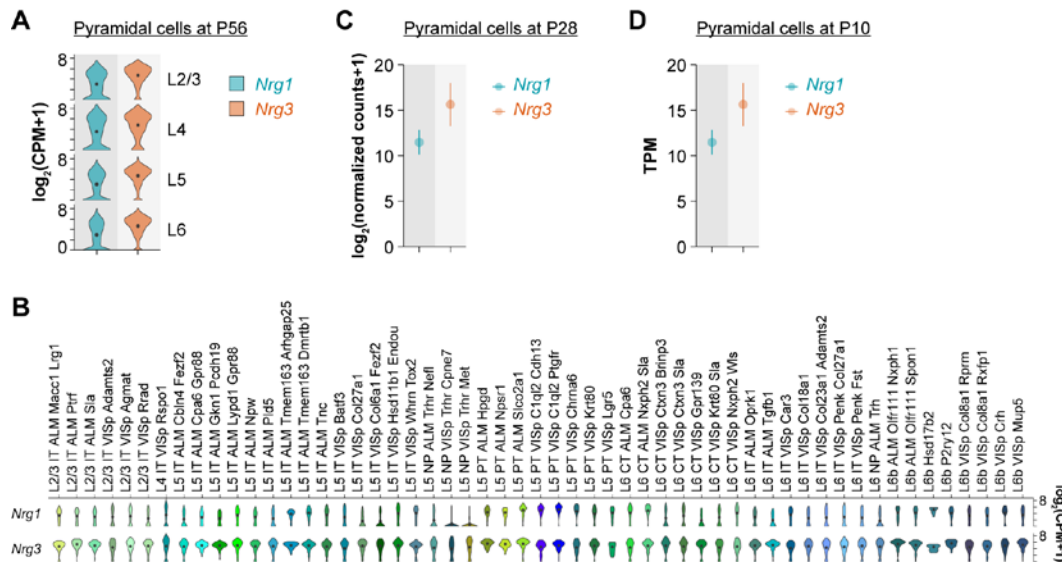 A
Pyramidal cells at P56
log2(CPM+1)
8
L2/3
8
L4
8
L5
8
L6
0
Nrg1
Nrg3
C
Pyramidal cells at P28
log2(normalized counts+1)
20
15
10
5
0
Nrg1
Nrg3
D
Pyramidal cells at P10
TPM
20
15
10
5
0
Nrg1
Nrg3
B
L2/3 IT ALM Macc1 Lrg1
L2/3 IT ALM Ptrf
L2/3 IT ALM Sla
L2/3 IT VISp Adamts2
L2/3 IT VISp Agmat
L2/3 IT VISp Rrad
L4 IT VISp Rspo1
L5 IT ALM Cbln4 Fezf2
L5 IT ALM Cpa6 Gpr88
L5 IT ALM Gkn1 Pcdh19
L5 IT ALM Lypd1 Gpr88
L5 IT ALM Npw
L5 IT ALM Pld5
L5 IT ALM Tmem163 Arhgap25
L5 IT ALM Tmem163 Dmrtb1
L5 IT ALM Tnc
L5 IT VISp Batf3
L5 IT VISp Col27a1
L5 IT VISp Col6a1 Fezf2
L5 IT VISp Hsd11b1 Endou
L5 IT VISp Whrn Tox2
L5 NP ALM Trhr Nefl
L5 NP VISp Trhr Cpne7
L5 NP VISp Trhr Met
L5 PT ALM Hpgd
L5 PT ALM Npsr1
L5 PT ALM Slco2a1
L5 PT VISp C1ql2 Cdh13
L5 PT VISp C1ql2 Ptgfr
L5 PT VISp Chrna6
L5 PT VISp Krt80
L5 PT VISp Lgr5
L6 CT ALM Cpa6
L6 CT ALM Nxph2 Sla
L6 CT VISp Ctxn3 Brinp3
L6 CT VISp Ctxn3 Sla
L6 CT VISp Gpr139
L6 CT VISp Krt80 Sla
L6 CT VISp Nxph2 Wls
L6 IT ALM Oprk1
L6 IT ALM Tgfb1
L6 IT VISp Car3
L6 IT VISp Col18a1
L6 IT VISp Col23a1 Adamts2
L6 IT VISp Penk Col27a1
L6 IT VISp Penk Fst
L6 NP ALM Trh
L6b ALM Olfr111 Nxph1
L6b ALM Olfr111 Spon1
L6b Hsd17b2
L6b P2ry12
L6b VISp Col8a1 Rprm
L6b VISp Col8a1 Rxfp1
L6b VISp Crh
L6b VISp Mup5
Nrg1
8
Nrg3
8